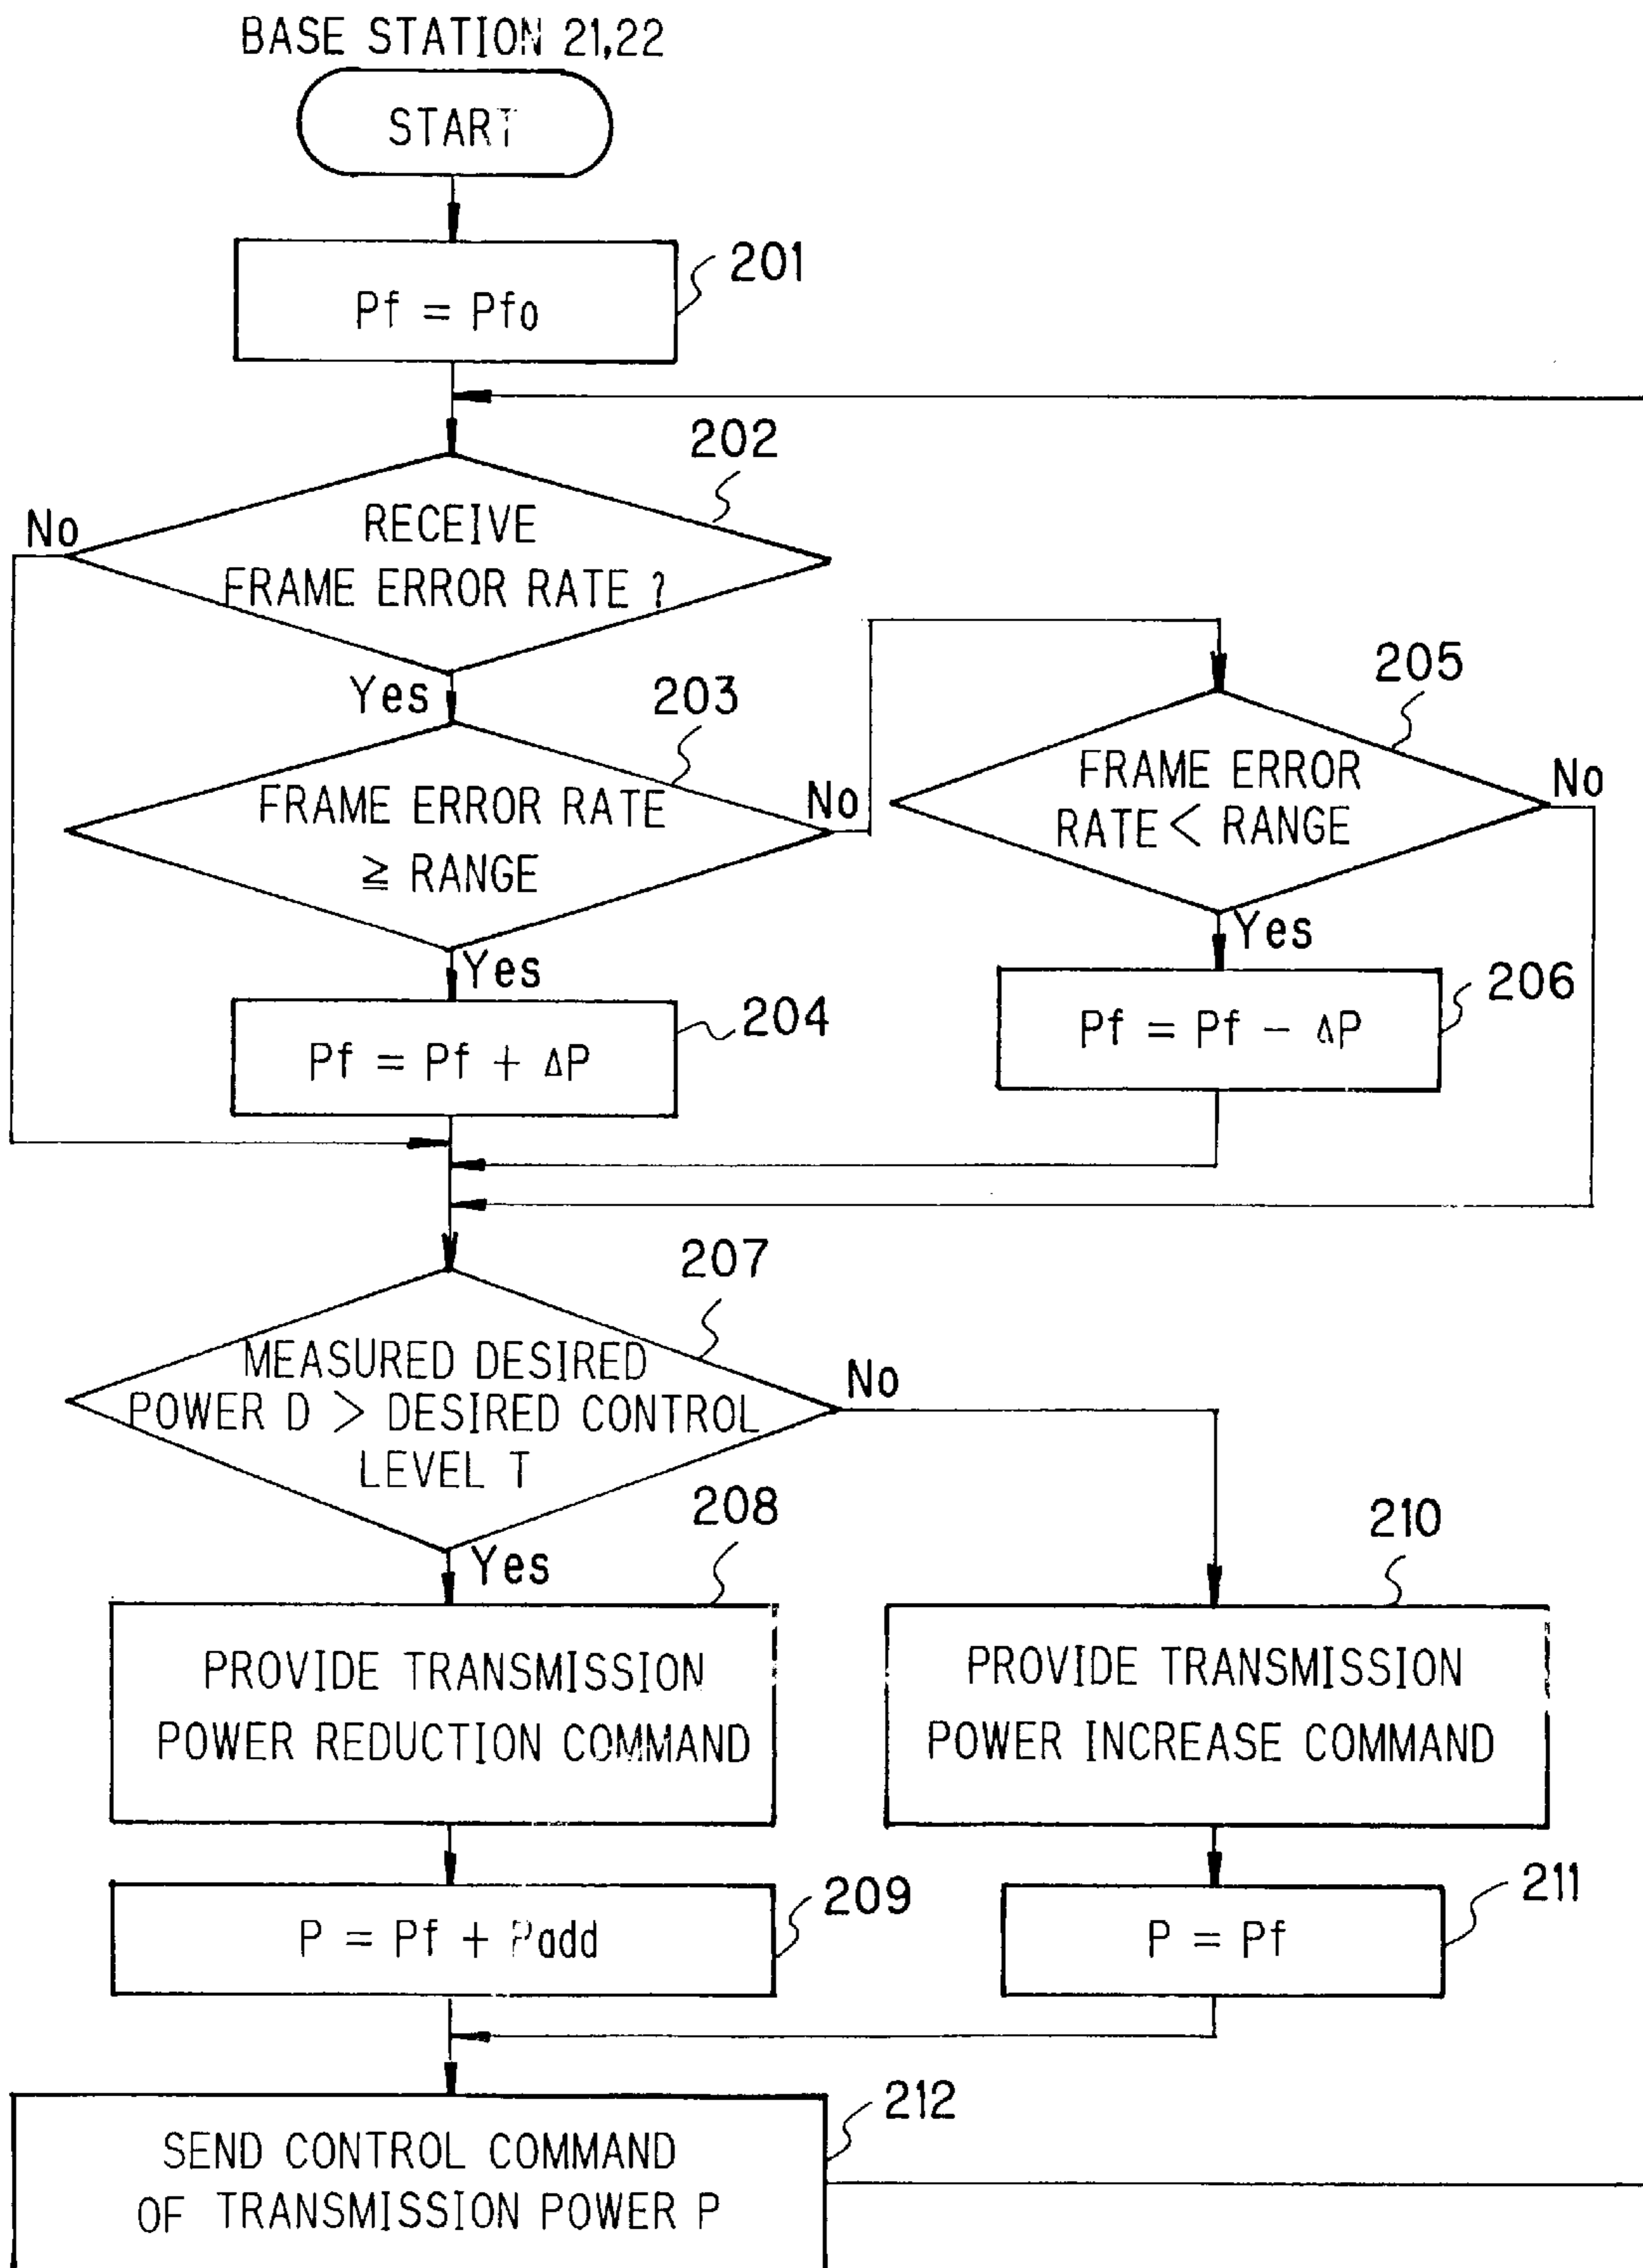 BASE STATION 21,22
START
201
Pf = Pfo
202
No
RECEIVE
FRAME ERROR RATE ?
Yes
203
FRAME ERROR RATE
≧ RANGE
No
205
FRAME ERROR
RATE < RANGE
No
Yes
204
Pf = Pf + ΔP
Yes
206
Pf = Pf − ΔP
207
MEASURED DESIRED
POWER D > DESIRED CONTROL
LEVEL T
No
Yes
208
PROVIDE TRANSMISSION
POWER REDUCTION COMMAND
210
PROVIDE TRANSMISSION
POWER INCREASE COMMAND
209
P = Pf + Padd
211
P = Pf
212
SEND CONTROL COMMAND
OF TRANSMISSION POWER P